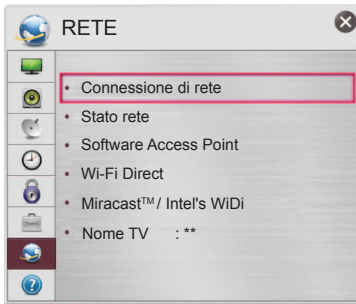 RETE
• Connessione di rete
• Stato rete
• Software Access Point
• Wi-Fi Direct
• Miracast™ / Intel's WiDi
• Nome TV : **
?